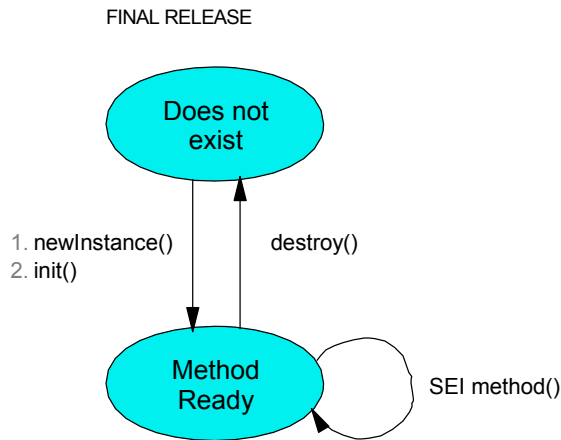 FINAL RELEASE
Does not
exist
1. newInstance()
2. init()
destroy()
Method
Ready
SEI method()